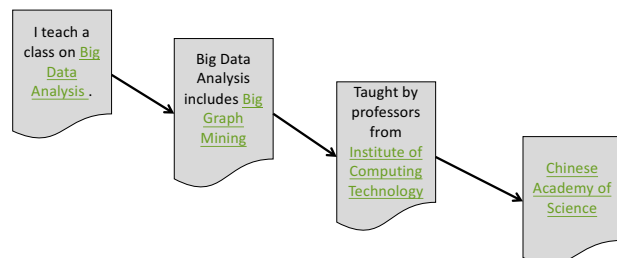 I teach a
class on Big
Data
Analysis .
Big Data
Analysis
includes Big
Graph
Mining
Taught by
professors
from
Institute of
Computing
Technology
Chinese
Academy of
Science